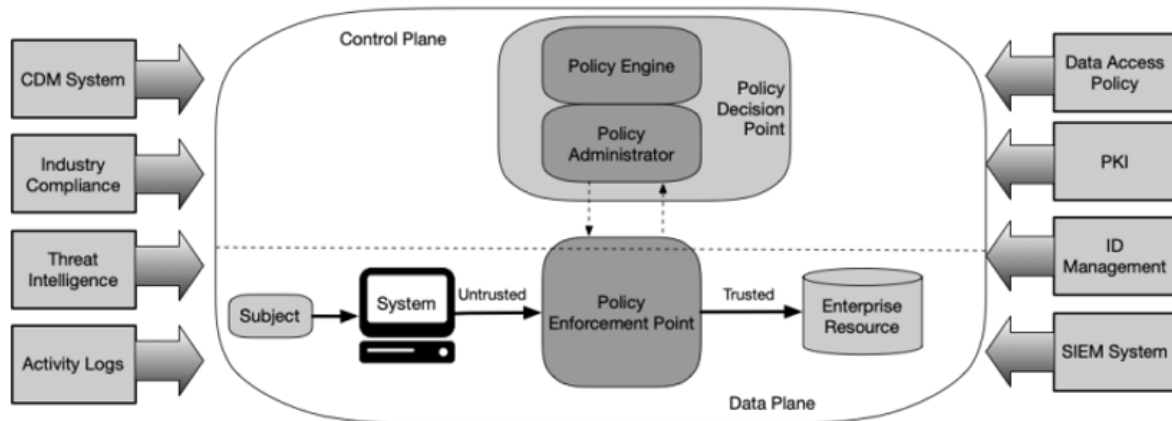 Control Plane
Policy Engine
Policy
Administrator
Policy
Decision
Point
CDM System
Industry
Compliance
Threat
Intelligence
Activity Logs
Data Access
Policy
PKI
ID
Management
SIEM System
Subject
System
Untrusted
Policy
Enforcement Point
Trusted
Enterprise
Resource
Data Plane